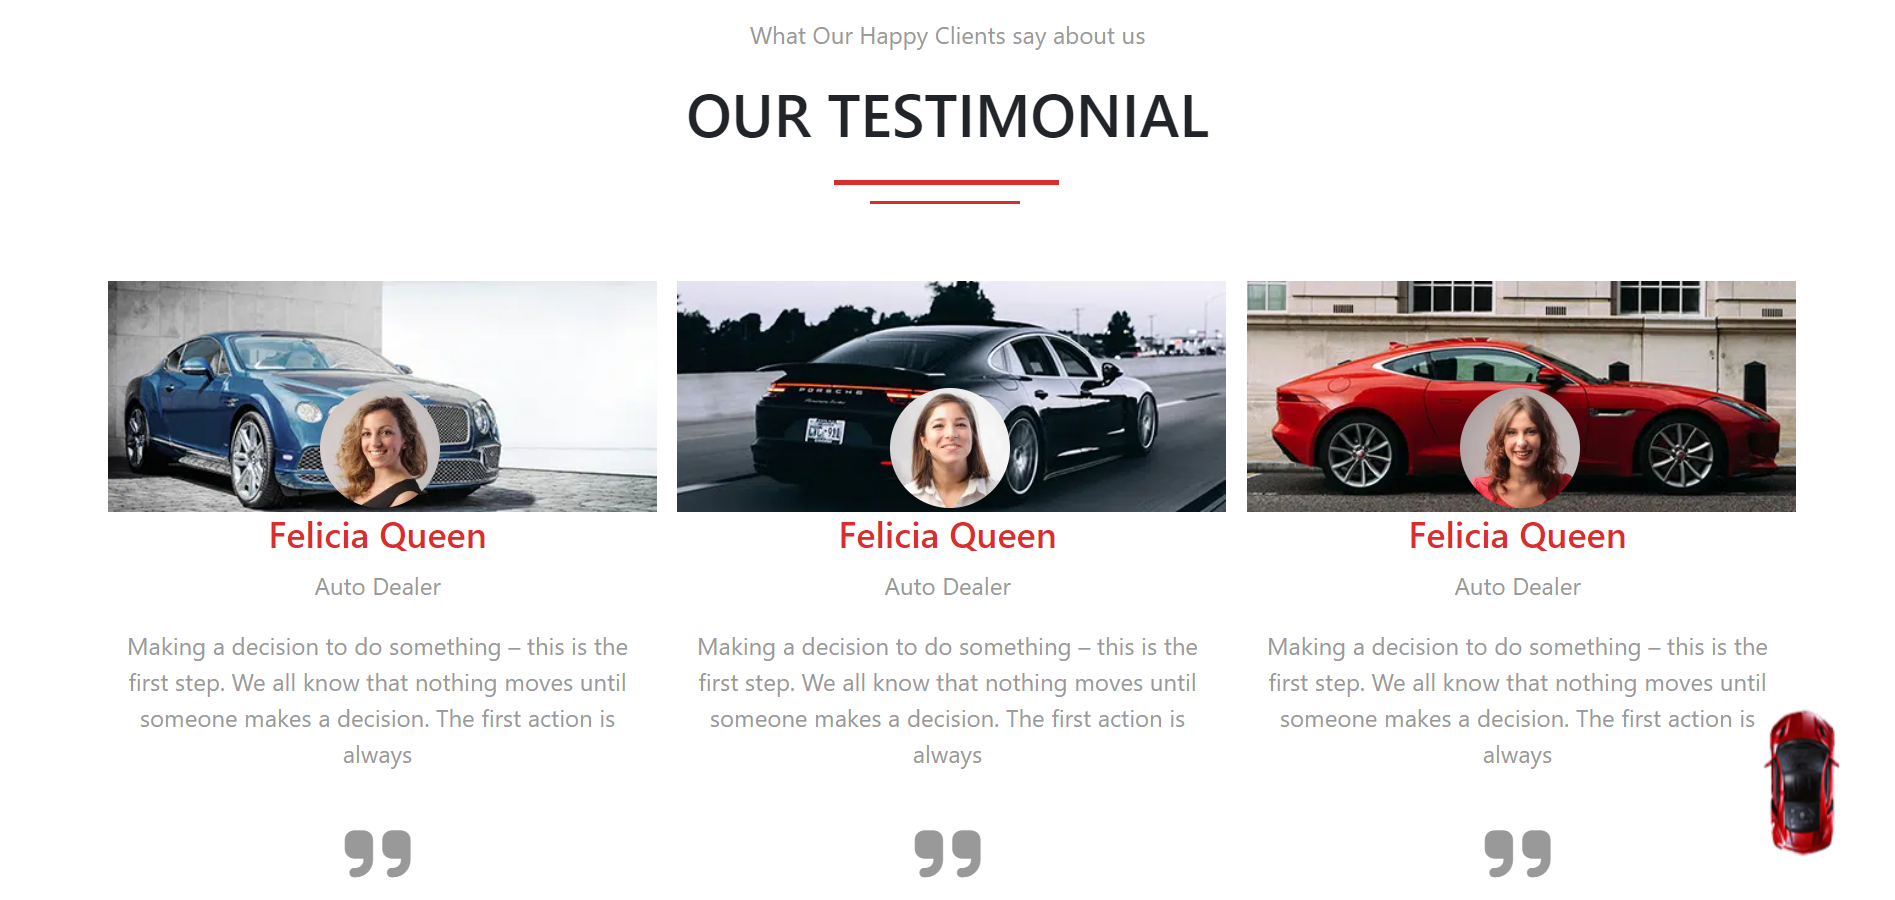 What Our Happy Clients say about us
OUR TESTIMONIAL
PORSCHE
Felicia Queen
Auto Dealer
Making a decision to do something – this is the
first step. We all know that nothing moves until
someone makes a decision. The first action is
always
Felicia Queen
Auto Dealer
Making a decision to do something – this is the
first step. We all know that nothing moves until
someone makes a decision. The first action is
always
Felicia Queen
Auto Dealer
Making a decision to do something – this is the
first step. We all know that nothing moves until
someone makes a decision. The first action is
always